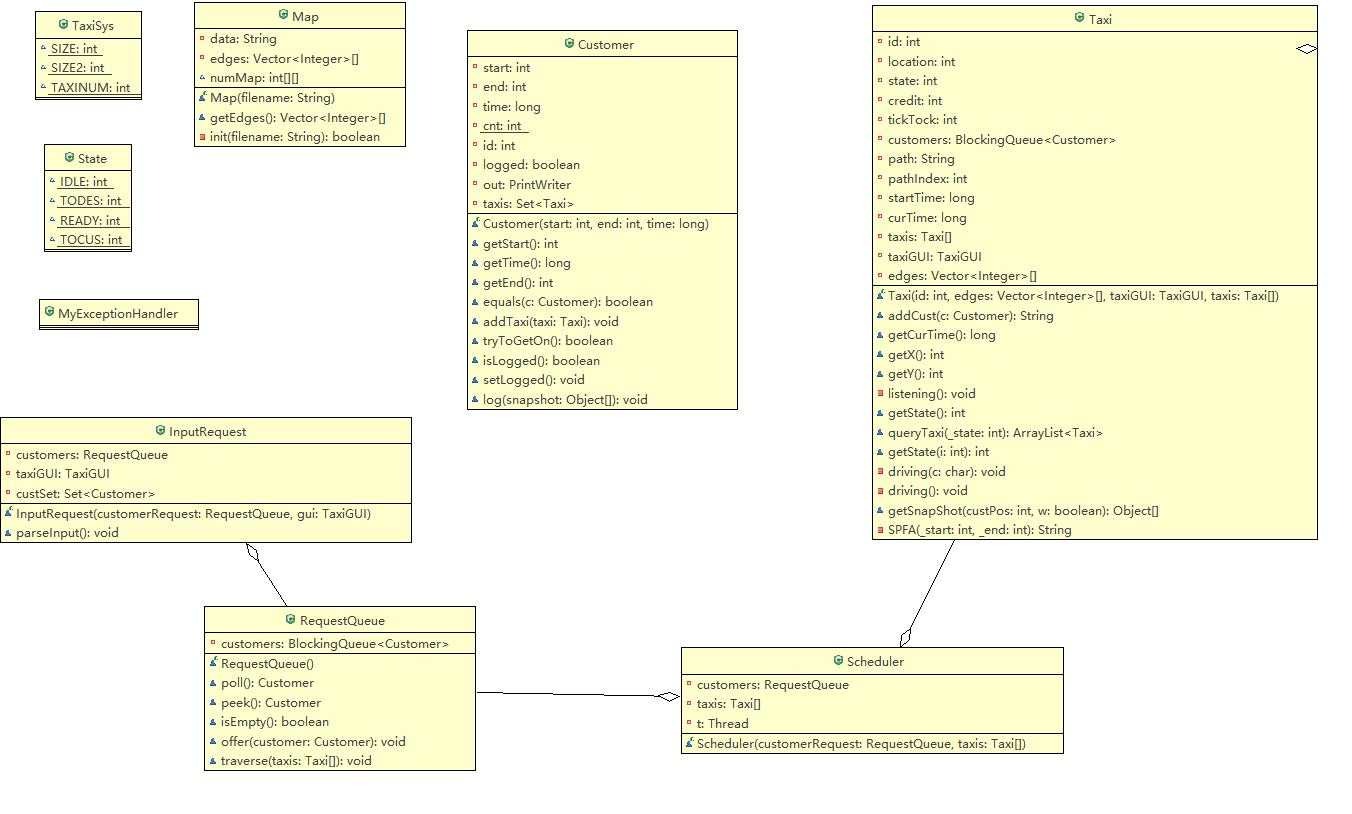 TaxiSys
SIZE: int
SIZE2: int
TAXINUM: int
Map
data: String
edges: Vector<Integer>[]
numMap: int[][]
Map(filename: String)
getEdges(): Vector<Integer>[]
init(filename: String): boolean
Customer
start: int
end: int
time: long
cnt: int
id: int
logged: boolean
out: PrintWriter
taxis: Set<Taxi>
Customer(start: int, end: int, time: long)
getStart(): int
getTime(): long
getEnd(): int
equals(c: Customer): boolean
addTaxi(taxi: Taxi): void
tryToGetOn(): boolean
isLogged(): boolean
setLogged(): void
log(snapshot: Object[]): void
Taxi
id: int
location: int
state: int
credit: int
tickTock: int
customers: BlockingQueue<Customer>
path: String
pathIndex: int
startTime: long
curTime: long
taxis: Taxi[]
taxiGUI: TaxiGUI
edges: Vector<Integer>[]
Taxi(id: int, edges: Vector<Integer>[], taxiGUI: TaxiGUI, taxis: Taxi[])
addCust(c: Customer): String
getCurTime(): long
getX(): int
getY(): int
listening(): void
getState(): int
queryTaxi(_state: int): ArrayList<Taxi>
getState(i: int): int
driving(c: char): void
driving(): void
getSnapShot(custPos: int, w: boolean): Object[]
SPFA(_start: int, _end: int): String
State
IDLE: int
TODES: int
READY: int
TOCUS: int
MyExceptionHandler
InputRequest
customers: RequestQueue
taxiGUI: TaxiGUI
custSet: Set<Customer>
InputRequest(customerRequest: RequestQueue, gui: TaxiGUI)
parseInput(): void
RequestQueue
customers: BlockingQueue<Customer>
RequestQueue()
poll(): Customer
peek(): Customer
isEmpty(): boolean
offer(customer: Customer): void
traverse(taxis: Taxi[]): void
Scheduler
customers: RequestQueue
taxis: Taxi[]
t: Thread
Scheduler(customerRequest: RequestQueue, taxis: Taxi[])